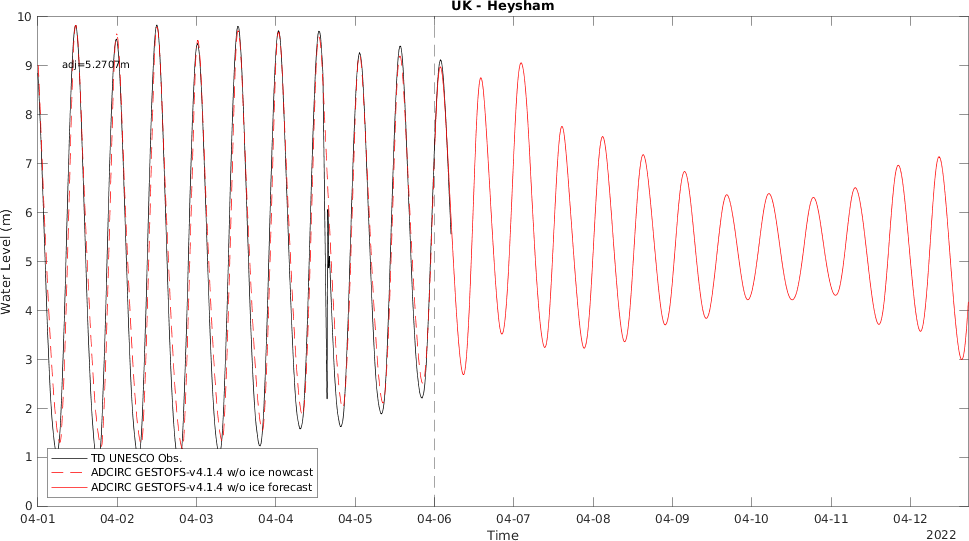 UK - Heysham
10
9
8
7
6
5
4
3
2
1
0
adj=5.2707m
Water Level (m)
TD UNESCO Obs.
ADCIRC GESTOFS-v4.1.4 w/o ice nowcast
ADCIRC GESTOFS-v4.1.4 w/o ice forecast
04-01 04-02 04-03 04-04 04-05 04-06 04-07 04-08 04-09 04-10 04-11 04-12
Time
2022